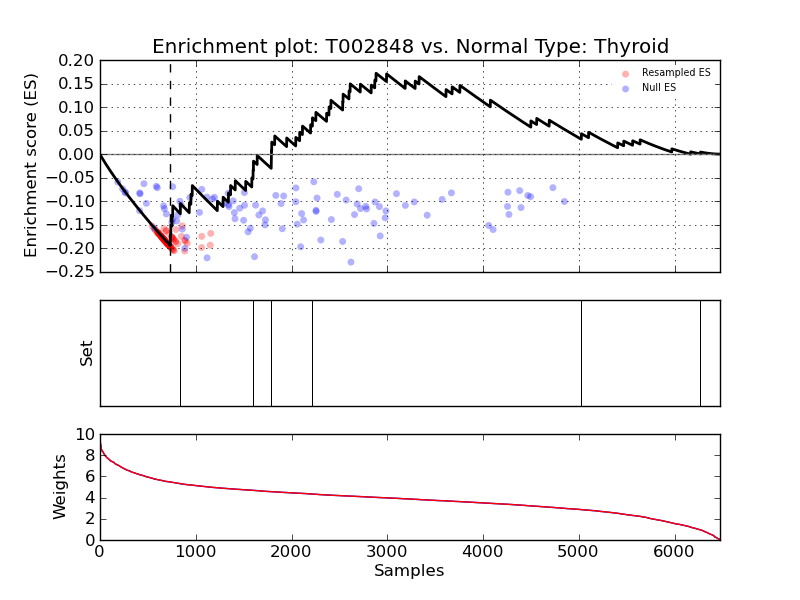 Enrichment plot: T002848 vs. Normal Type: Thyroid
Enrichment score (ES)
0.20
0.15
0.10
0.05
0.00
−0.05
−0.10
−0.15
−0.20
−0.25
Resampled ES
Null ES
Set
Weights
10
8
6
4
2
0
0 1000 2000 3000 4000 5000 6000
Samples